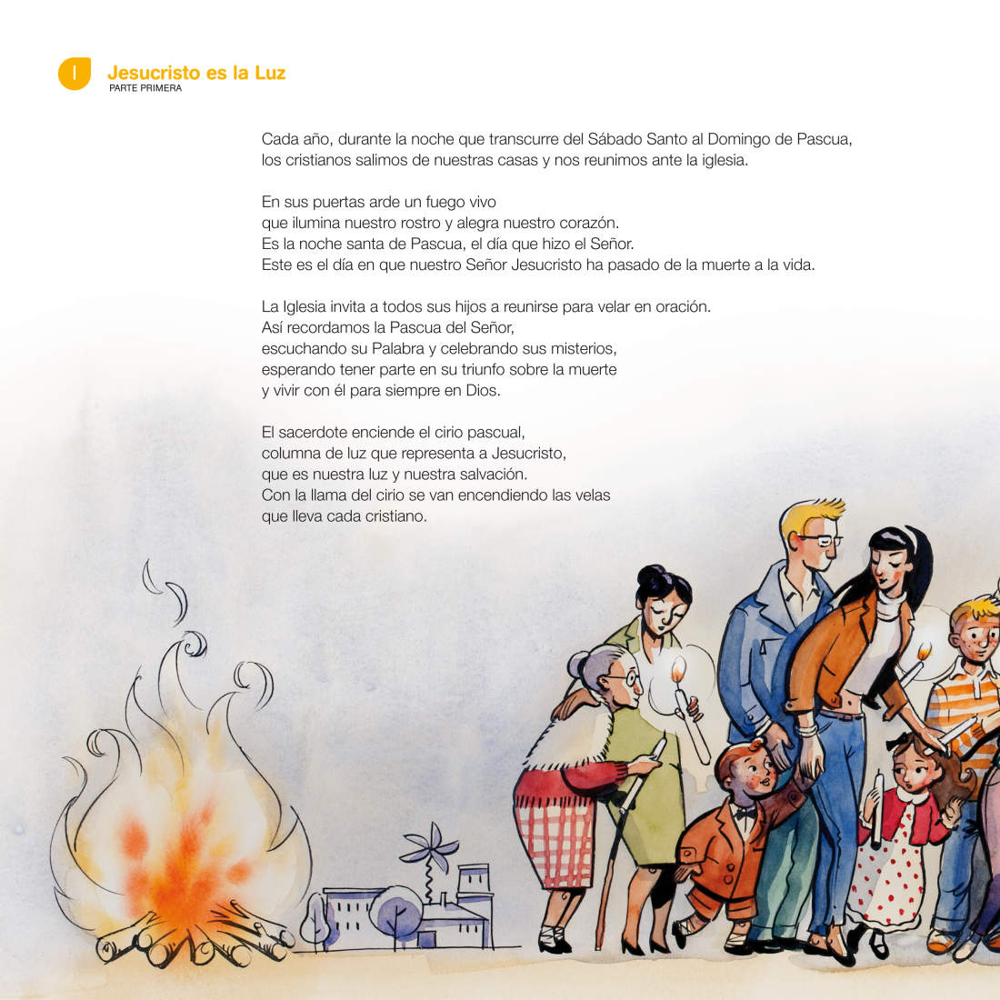 I
Jesucristo es la Luz
PARTE PRIMERA
Cada año, durante la noche que transcurre del Sábado Santo al Domingo de Pascua,
los cristianos salimos de nuestras casas y nos reunimos ante la iglesia.
En sus puertas arde un fuego vivo
que ilumina nuestro rostro y alegra nuestro corazón.
Es la noche santa de Pascua, el día que hizo el Señor.
Este es el día en que nuestro Señor Jesucristo ha pasado de la muerte a la vida.
La Iglesia invita a todos sus hijos a reunirse para velar en oración.
Así recordamos la Pascua del Señor,
escuchando su Palabra y celebrando sus misterios,
esperando tener parte en su triunfo sobre la muerte
y vivir con él para siempre en Dios.
El sacerdote enciende el cirio pascual,
columna de luz que representa a Jesucristo,
que es nuestra luz y nuestra salvación.
Con la llama del cirio se van encendiendo las velas
que lleva cada cristiano.